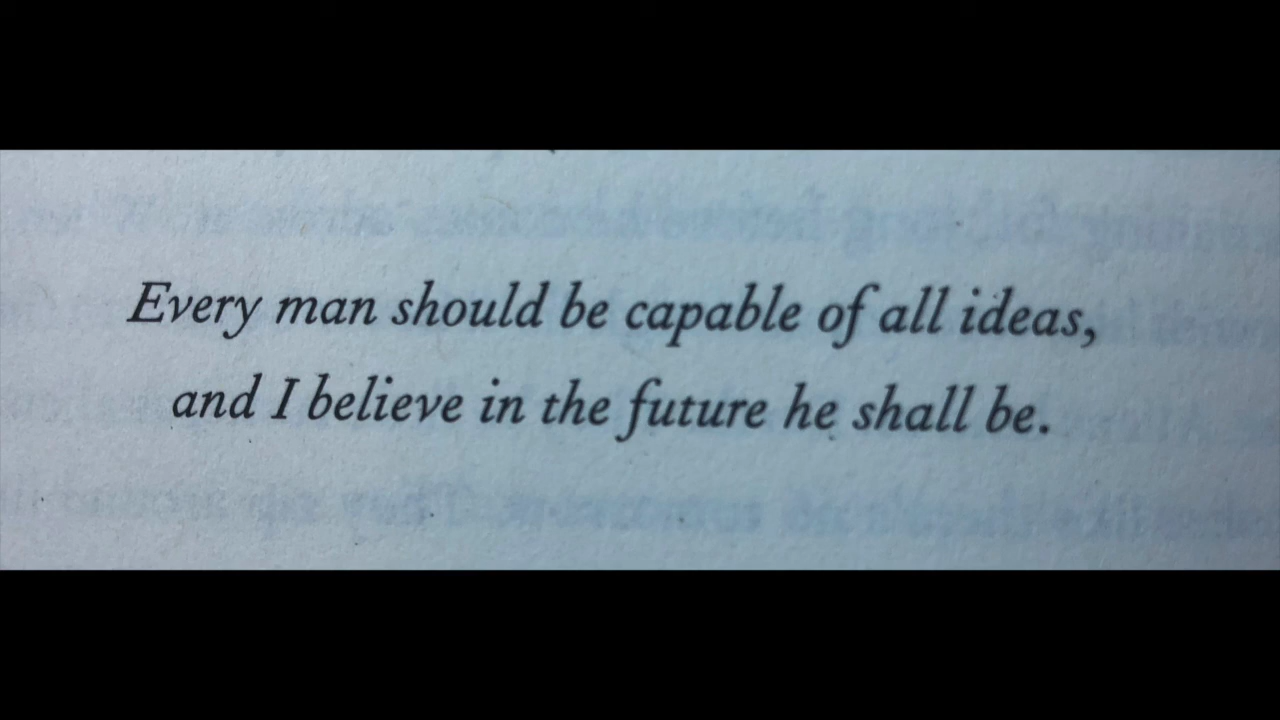 Every man should be capable of all ideas,
and I believe in the future he shall be.